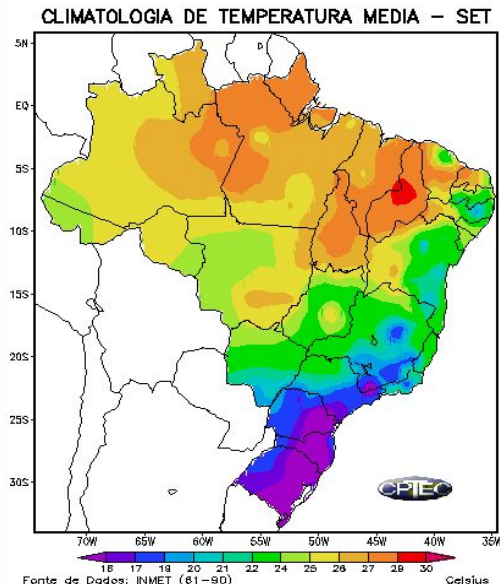 CLIMATOLOGIA DE TEMPERATURA MEDIA – SET
5N
EQ
5S
10S
15S
20S
25S
30S
CPTEC
70W 65W 60W 55W 50W 45W 40W 35W
16 17 19 20 21 22 24 25 26 27 29 30
Fonte de Dados: INMET (61–90) Celsius